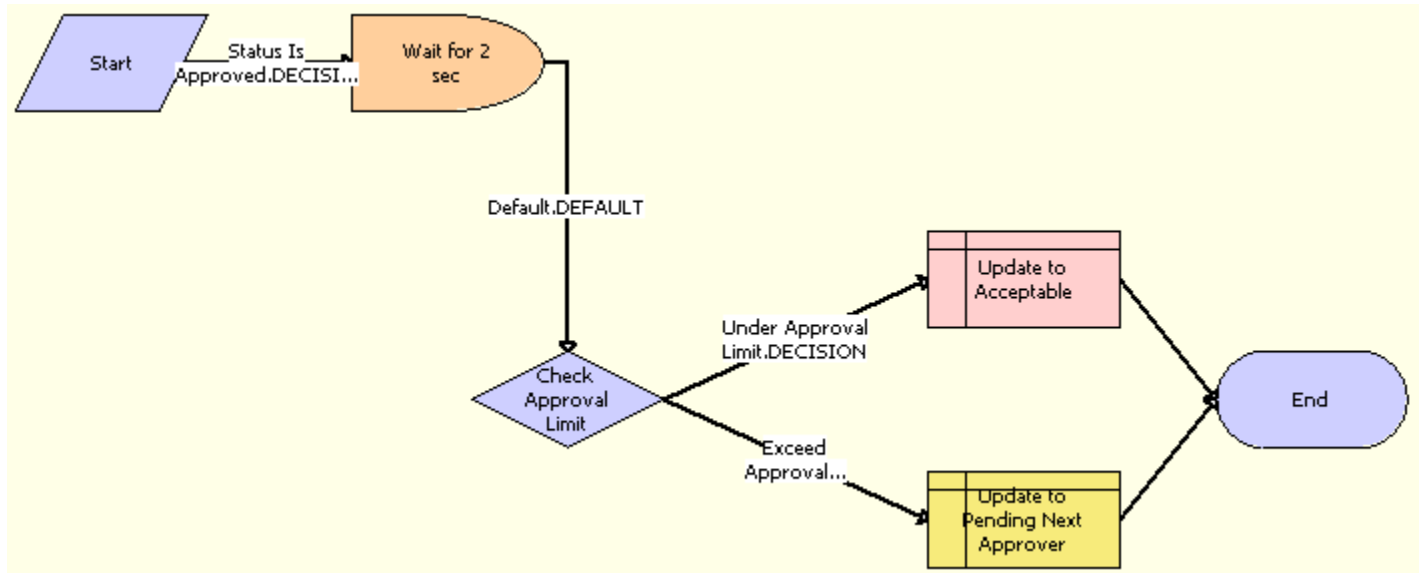 Start
Status Is
Approved.DECISI...
Wait for 2
sec
Default.DEFAULT
Update to
Acceptable
Under Approval
Limit.DECISION
Check
Approval
Limit
End
Exceed
Approval...
Update to
Pending Next
Approver